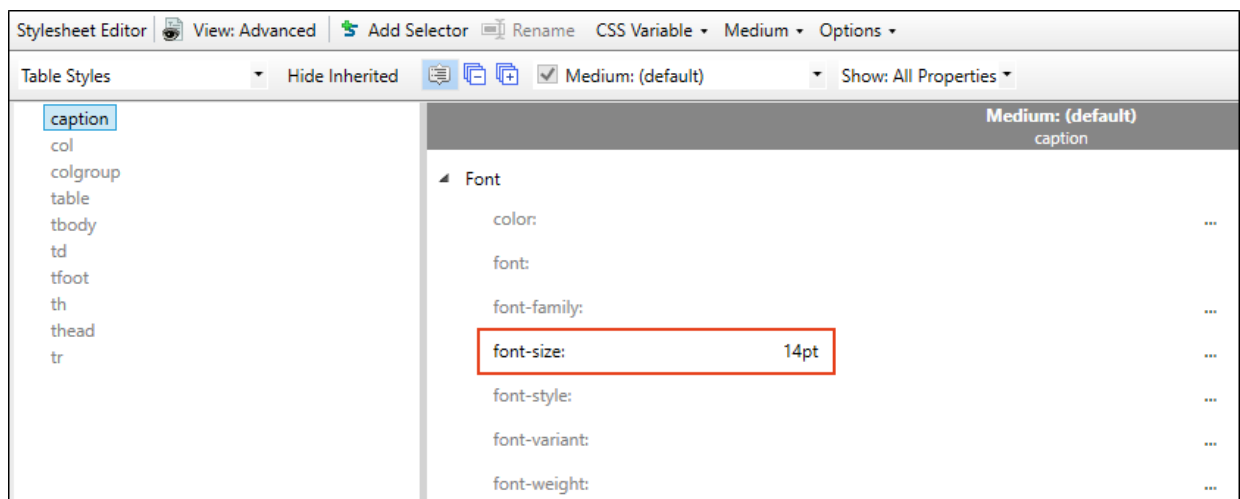 Stylesheet Editor View: Advanced Add Selector Rename CSS Variable Medium Options
Table Styles Hide Inherited Medium: (default) Show: All Properties
caption
col
colgroup
table
tbody
td
tfoot
th
thead
tr
Medium: (default)
caption
Font
color: ...
font:
font-family: ...
font-size: 14pt ...
font-style: ...
font-variant: ...
font-weight: ...